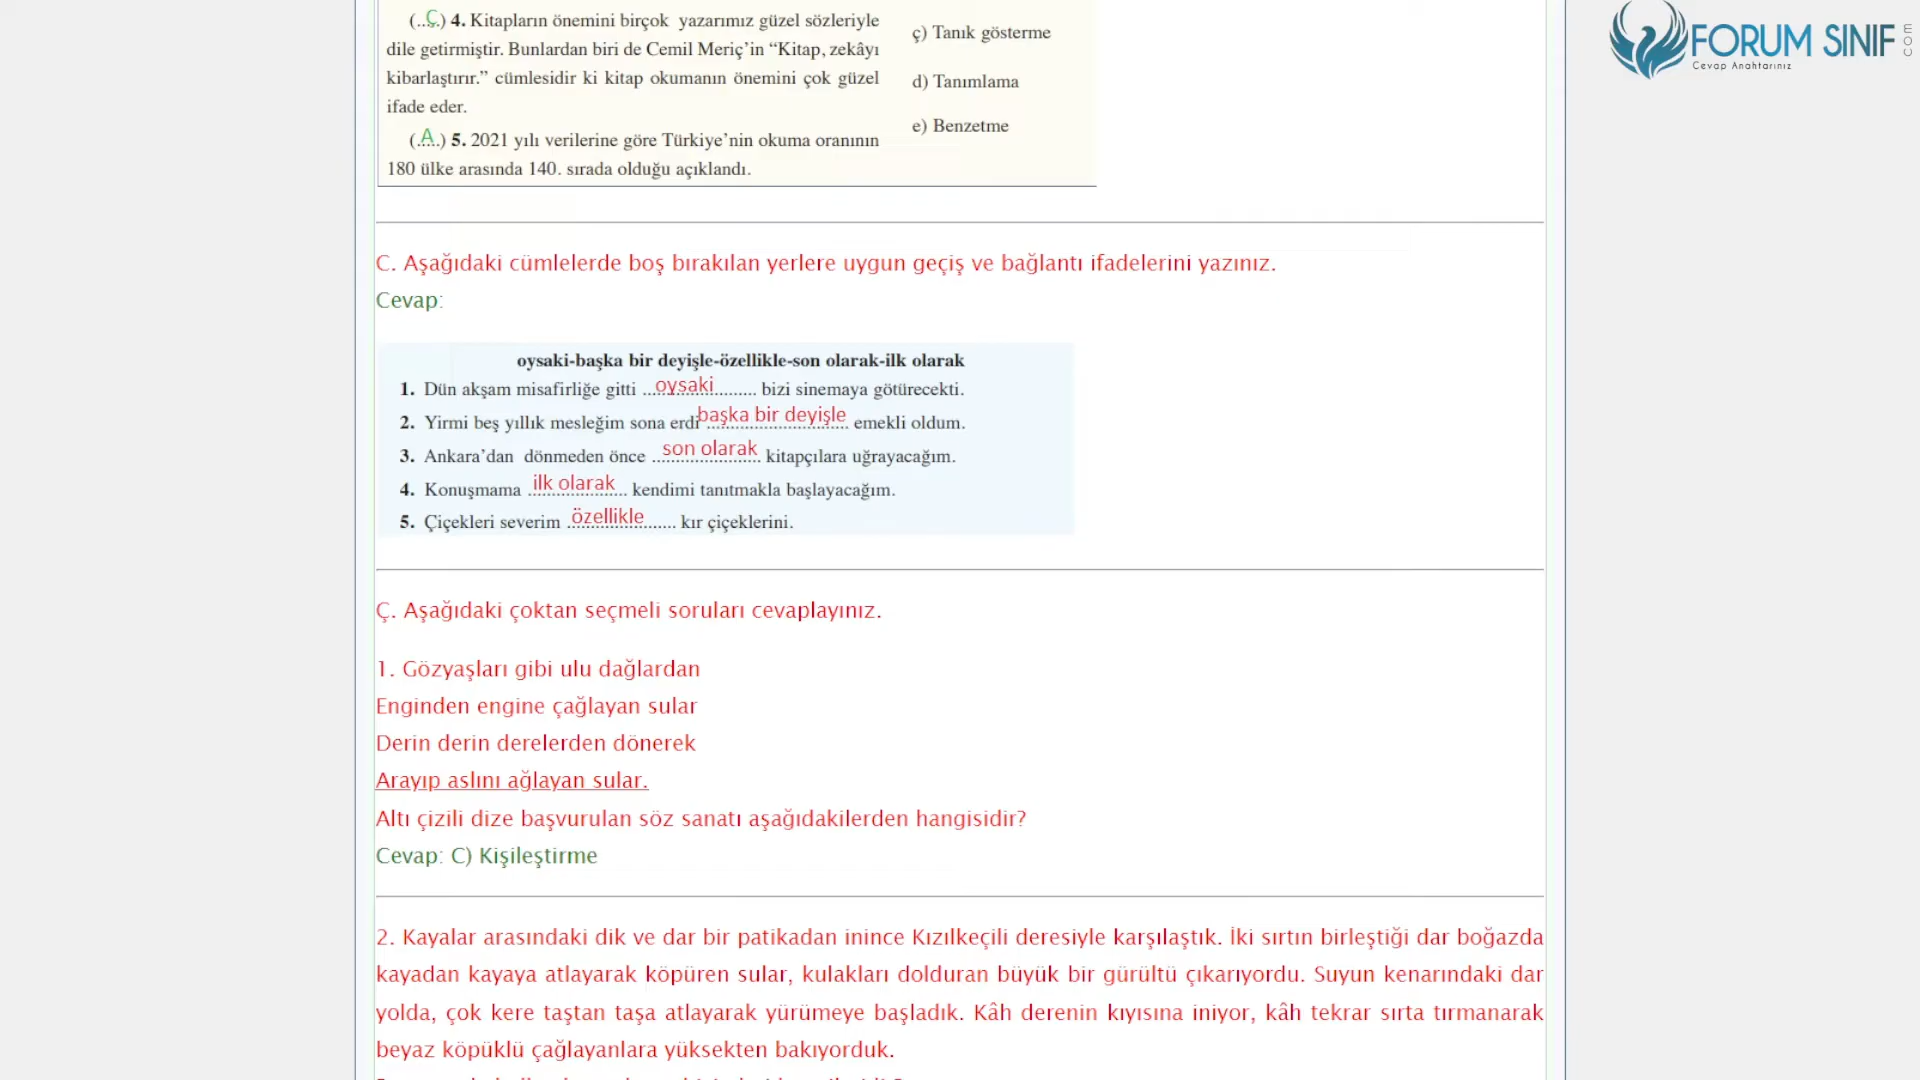 (..Ç.) 4. Kitapların önemini birçok yazarımız güzel sözleriyle
dile getirmiştir. Bunlardan biri de Cemil Meriç’in “Kitap, zekâyı
kibarlaştırır.” cümlesidir ki kitap okumanın önemini çok güzel
ifade eder.
(.A.) 5. 2021 yılı verilerine göre Türkiye’nin okuma oranının
180 ülke arasında 140. sırada olduğu açıklandı.
ç) Tanık gösterme
d) Tanımlama
e) Benzetme
FORUM SINIF
com
Cevap Anahtarınız
C. Aşağıdaki cümlelerde boş bırakılan yerlere uygun geçiş ve bağlantı ifadelerini yazınız.
Cevap:
oysaki-başka bir deyişle-özellikle-son olarak-ilk olarak
1. Dün akşam misafirliğe gitti oysaki bizi sinemaya götürecekti.
2. Yirmi beş yıllık mesleğim sona erdi başka bir deyişle emekli oldum.
3. Ankara’dan dönmeden önce son olarak kitapçılara uğrayacağım.
4. Konuşmama ilk olarak kendimi tanıtmakla başlayacağım.
5. Çiçekleri severim özellikle kır çiçeklerini.
Ç. Aşağıdaki çoktan seçmeli soruları cevaplayınız.
1. Gözyaşları gibi ulu dağlardan
Enginden engine çağlayan sular
Derin derin derelerden dönerek
Arayıp aslını ağlayan sular.
Altı çizili dize başvurulan söz sanatı aşağıdakilerden hangisidir?
Cevap: C) Kişileştirme
2. Kayalar arasındaki dik ve dar bir patikadan inince Kızılkeçili deresiyle karşılaştık. İki sırtın birleştiği dar boğazda
kayadan kayaya atlayarak köpüren sular, kulakları dolduran büyük bir gürültü çıkarıyordu. Suyun kenarındaki dar
yolda, çok kere taştan taşa atlayarak yürümeye başladık. Kâh derenin kıyısına iniyor, kâh tekrar sırta tırmanarak
beyaz köpüklü çağlayanlara yüksekten bakıyorduk.